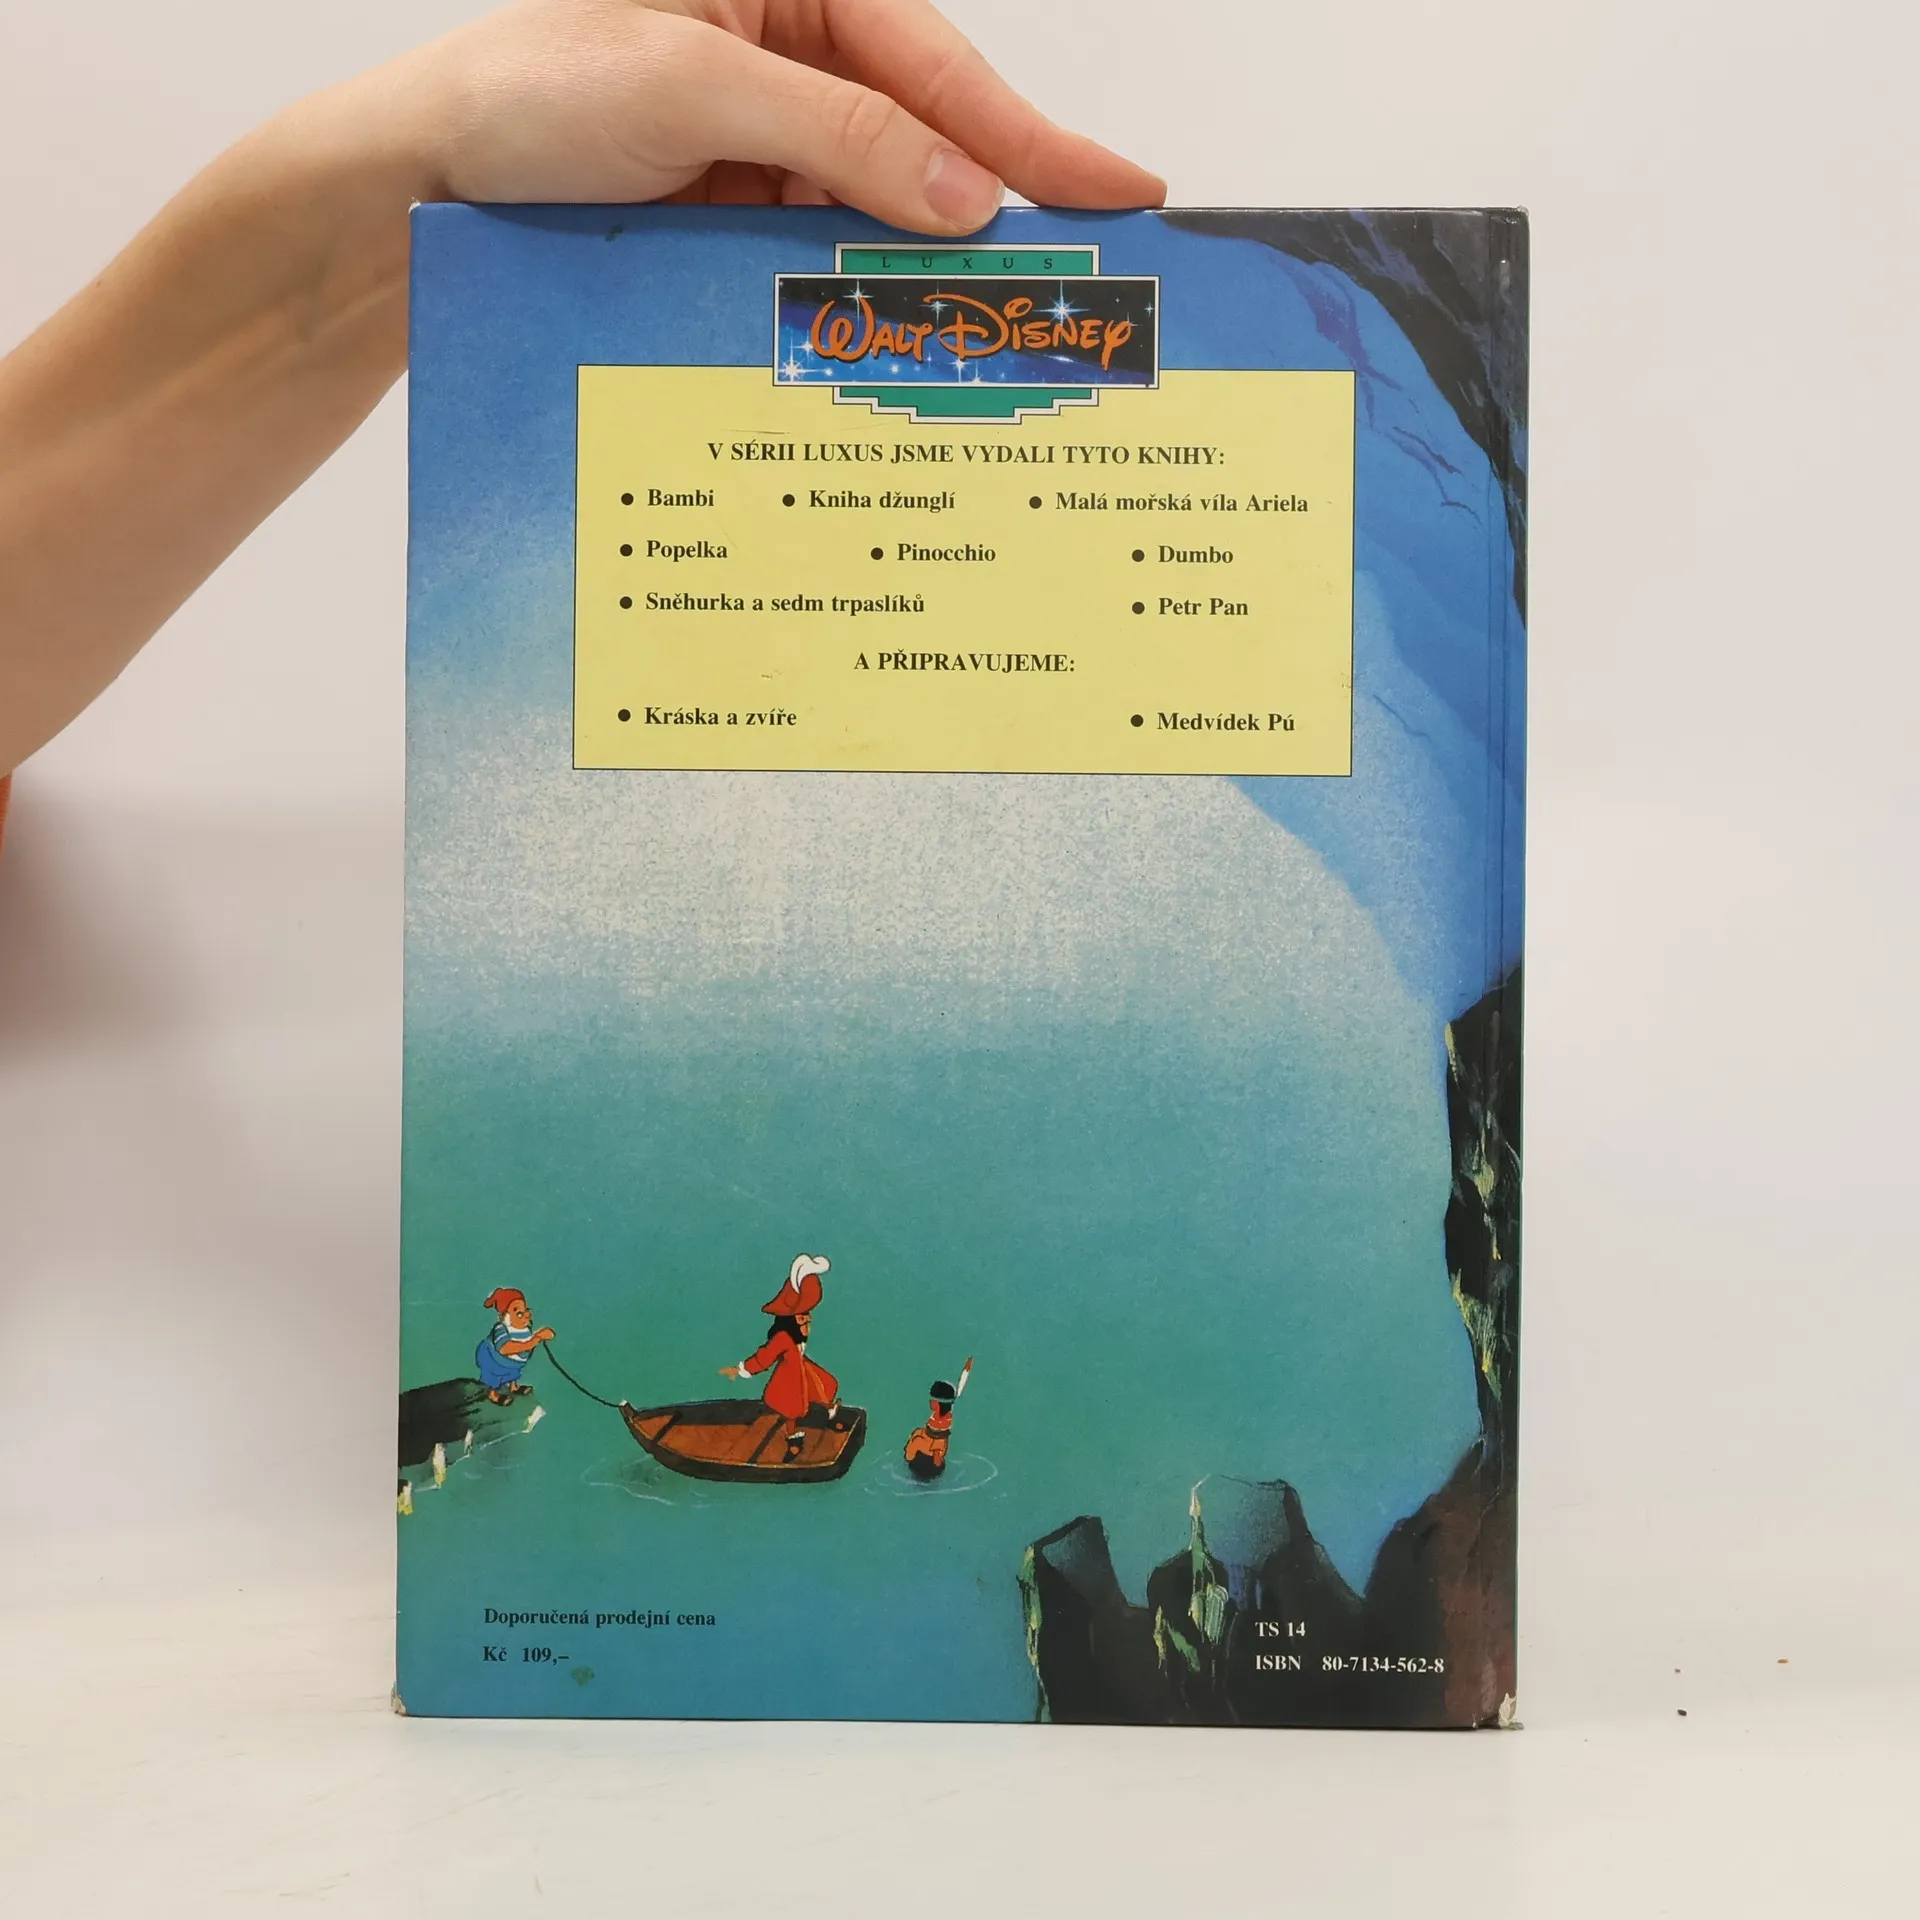 LUXUS
WALT DISNEY
V SÉRII LUXUS JSME VYDALI TYTO KNIHY:
● Bambi ● Kniha džunglí ● Malá mořská víla Ariela
● Popelka ● Pinocchio ● Dumbo
● Sněhurka a sedm trpaslíků ● Petr Pan
A PŘIPRAVUJEME:
● Kráska a zvíře ● Medvídek Pú
Doporučená prodejní cena
Kč 109,–
TS 14
ISBN 80-7134-562-8